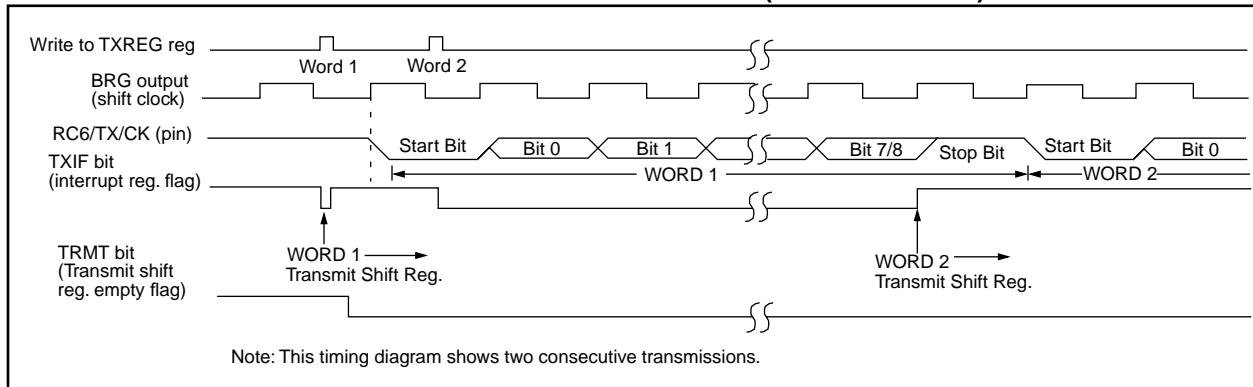 Write to TXREG reg
Word 1
Word 2
BRG output
(shift clock)
RC6/TX/CK (pin)
Start Bit
Bit 0
Bit 1
Bit 7/8
Stop Bit
Start Bit
Bit 0
TXIF bit
(interrupt reg. flag)
WORD 1
WORD 2
TRMT bit
(Transmit shift
reg. empty flag)
WORD 1
Transmit Shift Reg.
WORD 2
Transmit Shift Reg.
Note: This timing diagram shows two consecutive transmissions.